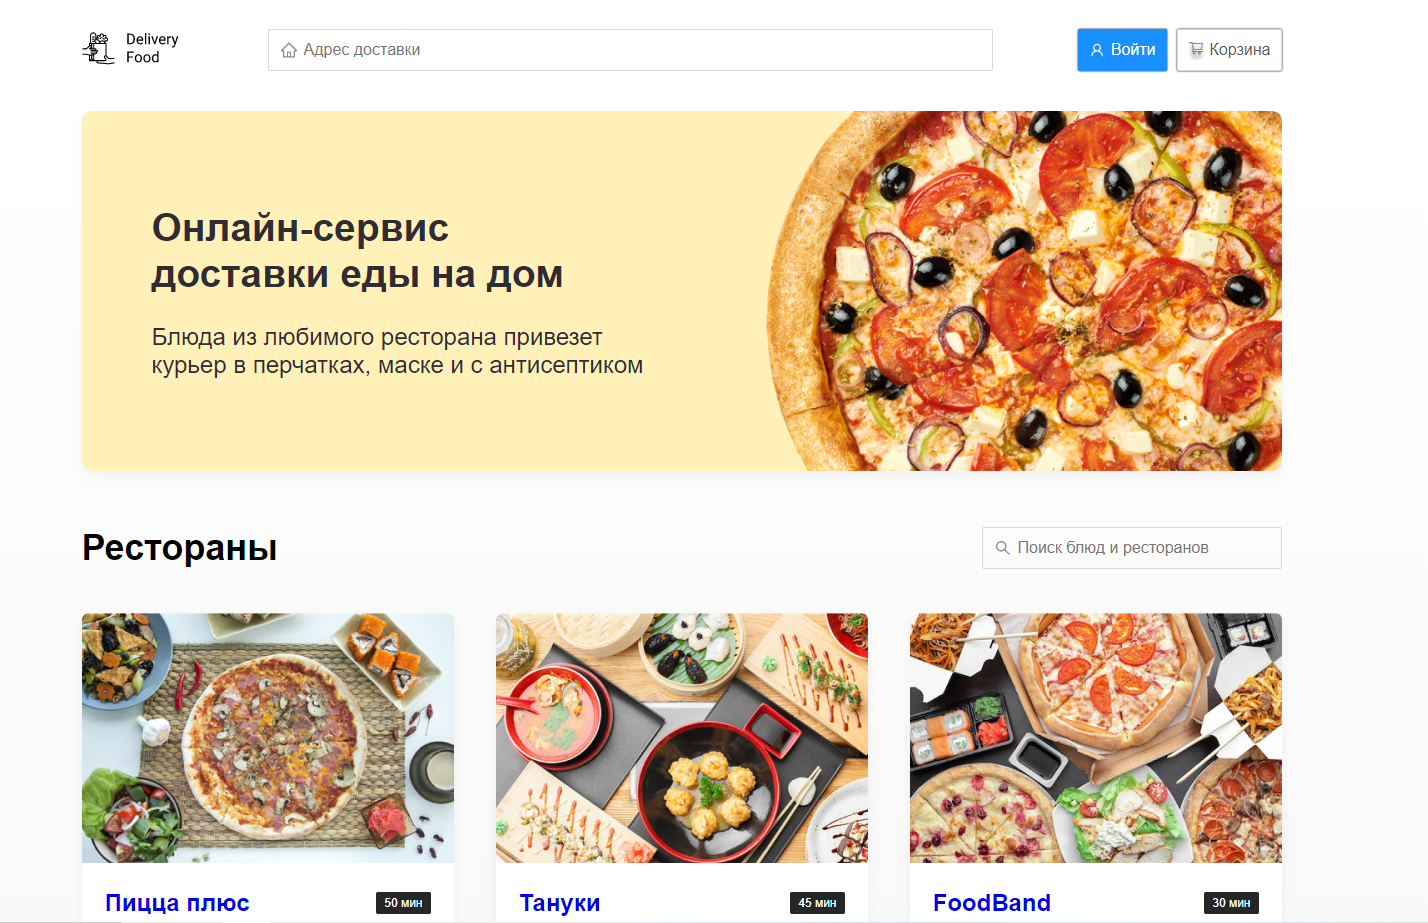 Delivery
Food
Адрес доставки
Войти
Корзина
Онлайн-сервис
доставки еды на дом
Блюда из любимого ресторана привезет
курьер в перчатках, маске и с антисептиком
Рестораны
Поиск блюд и ресторанов
Пицца плюс
50 мин
Тануки
45 мин
FoodBand
30 мин